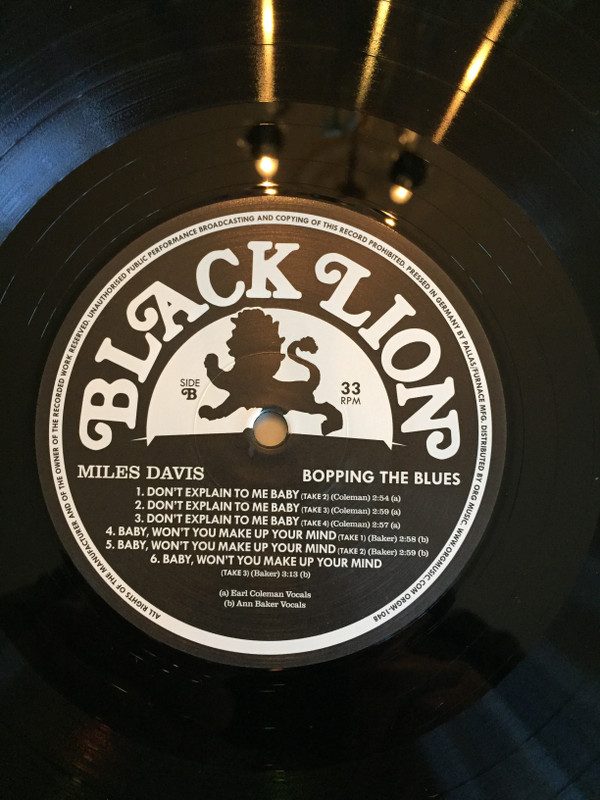 ALL RIGHTS OF THE MANUFACTURER AND OF THE OWNER OF THE RECORDED WORK RESERVED. UNAUTHORISED PUBLIC PERFORMANCE BROADCASTING AND COPYING OF THIS RECORD PROHIBITED. PRESSED IN GERMANY BY PALLAS/FURNACE MFG. DISTRIBUTED BY ORG MUSIC. WWW.ORGMUSIC.COM ORGM-1048
BLACK LION
SIDE
B
33
RPM
MILES DAVIS
BOPPING THE BLUES
1. DON'T EXPLAIN TO ME BABY (TAKE 2) (Coleman) 2:54 (a)
2. DON'T EXPLAIN TO ME BABY (TAKE 3) (Coleman) 2:59 (a)
3. DON'T EXPLAIN TO ME BABY (TAKE 4) (Coleman) 2:57 (a)
4. BABY, WON'T YOU MAKE UP YOUR MIND (TAKE 1) (Baker) 2:58 (b)
5. BABY, WON'T YOU MAKE UP YOUR MIND (TAKE 2) (Baker) 2:59 (b)
6. BABY, WON'T YOU MAKE UP YOUR MIND
(TAKE 3) (Baker) 3:13 (b)
(a) Earl Coleman Vocals
(b) Ann Baker Vocals